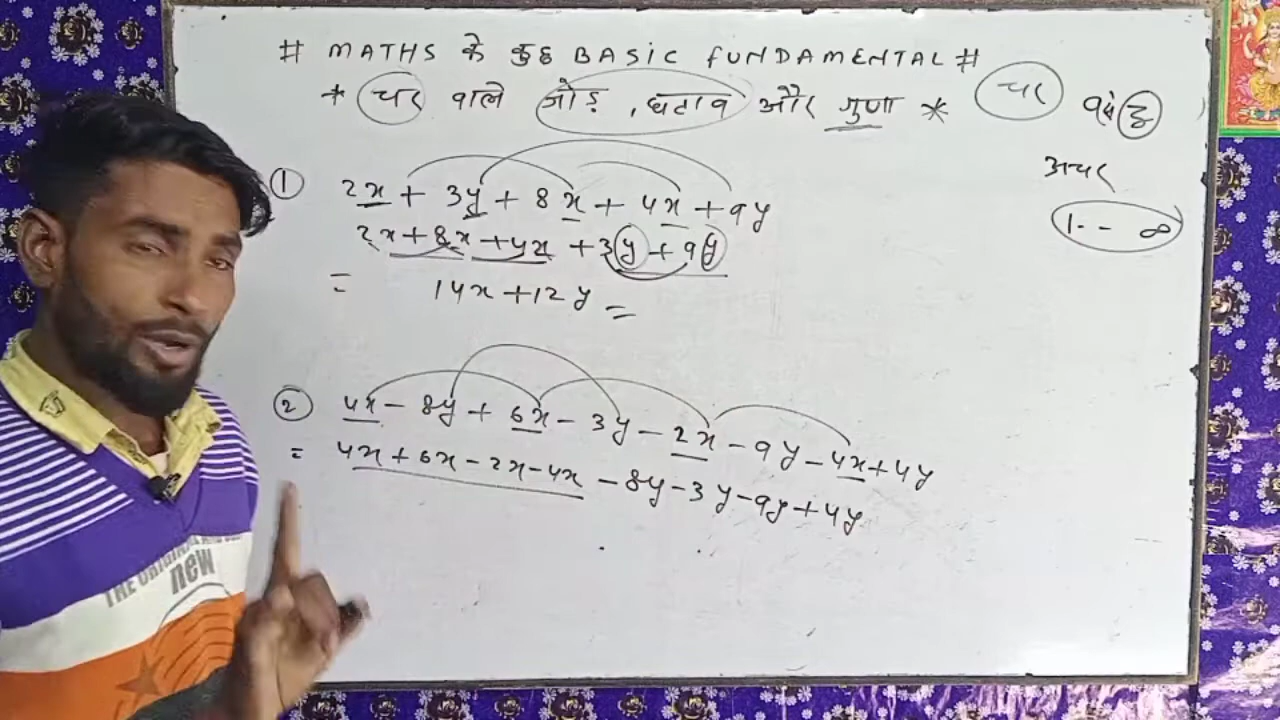 # MATHS के कुछ BASIC FUNDAMENTAL #
* चर वाले जोड़, घटाव और गुणा * चर
अचर
1-- ∞
① 2x + 3y + 8x + 4x + 9y
2x + 8x + 4x + 3y + 9y
= 14x + 12y =
② 4x - 8y + 6x - 3y - 2x - 9y - 4x + 4y
= 4x + 6x - 2x - 4x - 8y - 3y - 9y + 4y
THE ORIGINAL
new